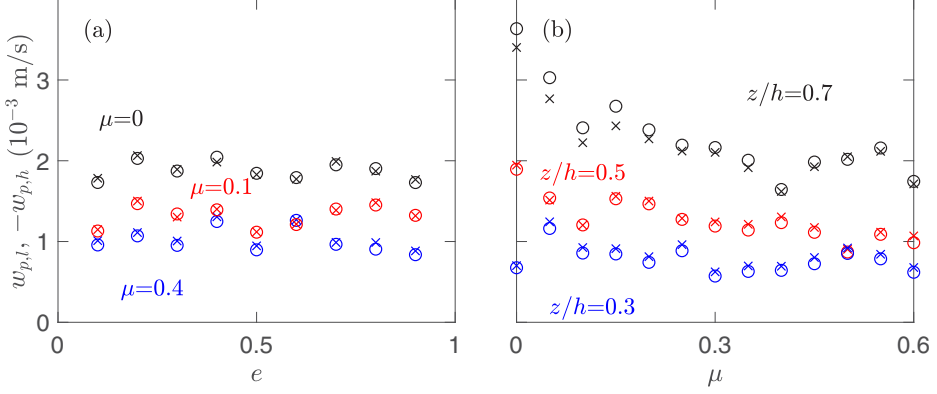 (a)
(b)
w_{p,l}, −w_{p,h} (10^{−3} m/s)
3
2
1
0
μ=0
μ=0.1
μ=0.4
z/h=0.7
z/h=0.5
z/h=0.3
0 0.5 1
0 0.3 0.6
e
μ